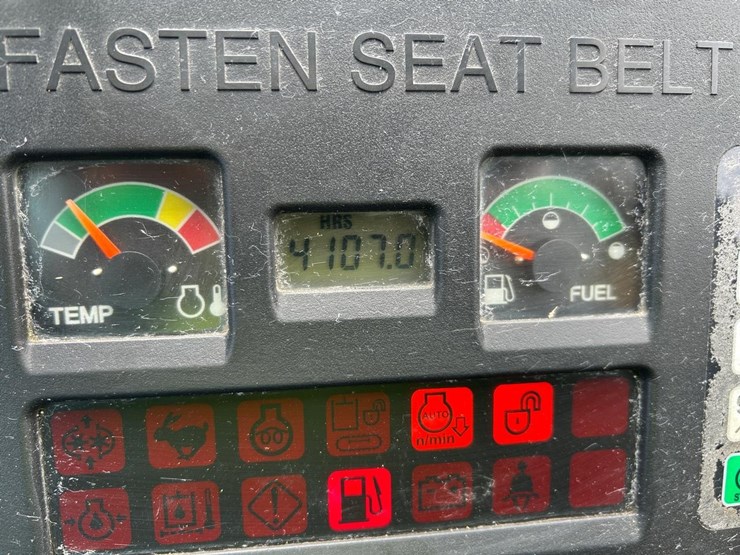 FASTEN SEAT BELT
HRS
4107.0
TEMP
FUEL
AUTO
n/min